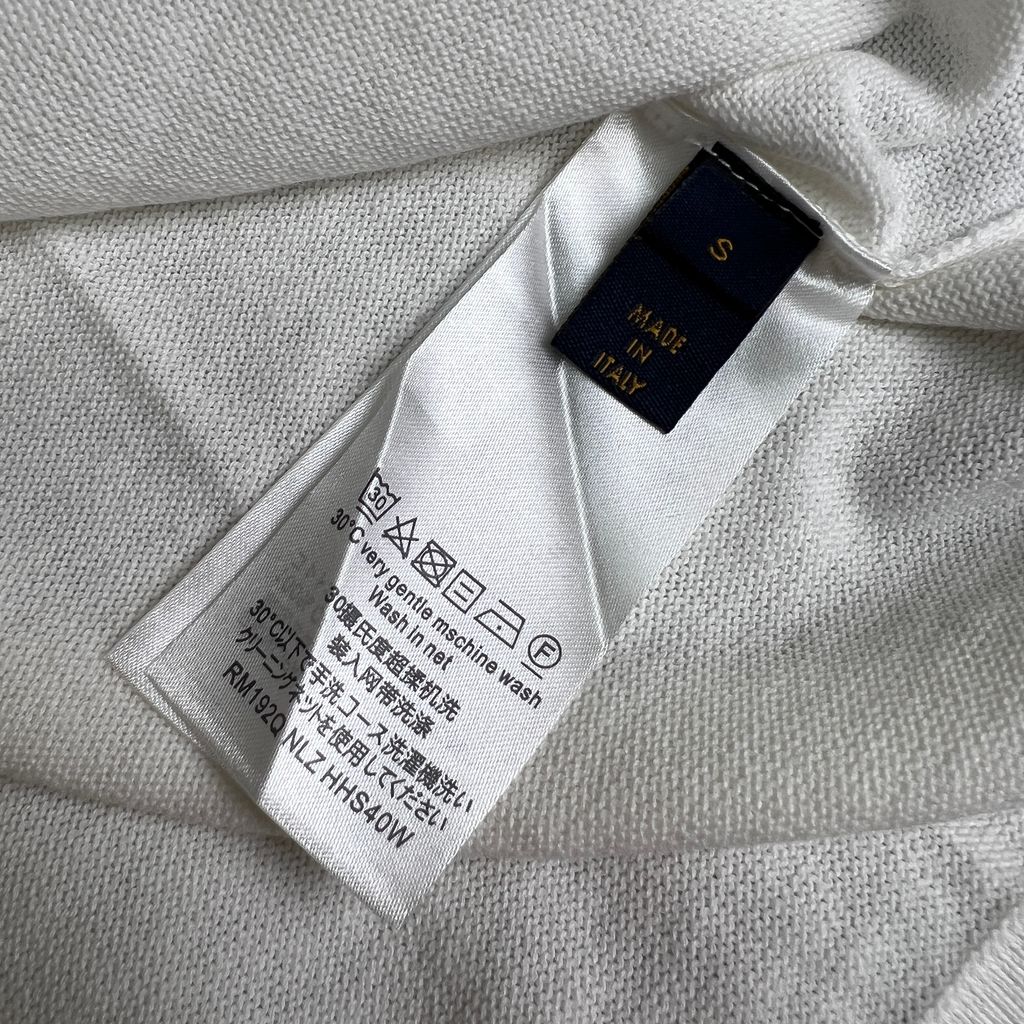 S
MADE
IN
ITALY
30
F
30°C very gentle mschine wash
Wash in net
30摄氏度超揉机洗
装入网带洗涤
30℃以下で手洗コース洗濯機洗い
クリーニングネットを使用してください
RM192Q NLZ HHS40W